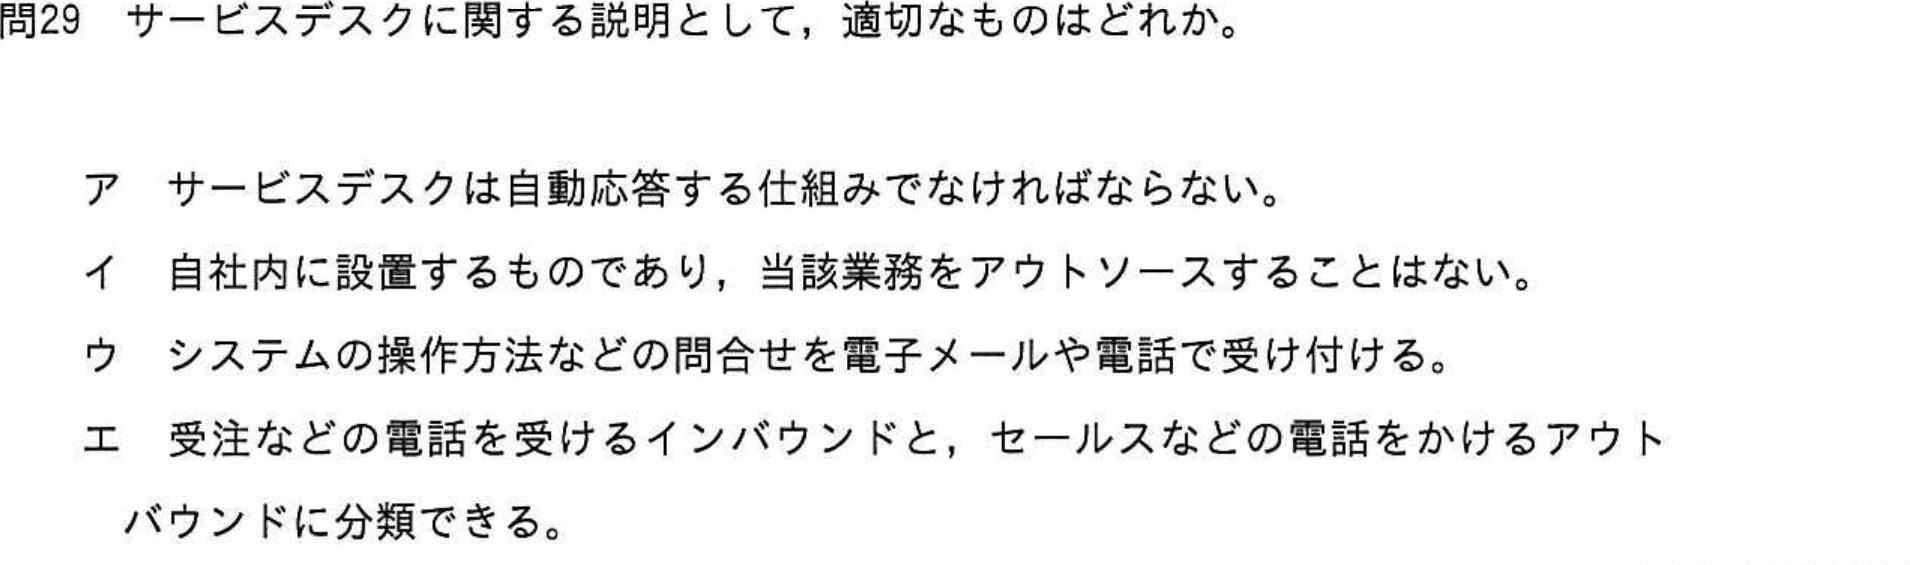 問29 サービスデスクに関する説明として，適切なものはどれか。
ア サービスデスクは自動応答する仕組みでなければならない。
イ 自社内に設置するものであり，当該業務をアウトソースすることはない。
ウ システムの操作方法などの問合せを電子メールや電話で受け付ける。
エ 受注などの電話を受けるインバウンドと，セールスなどの電話をかけるアウト
バウンドに分類できる。